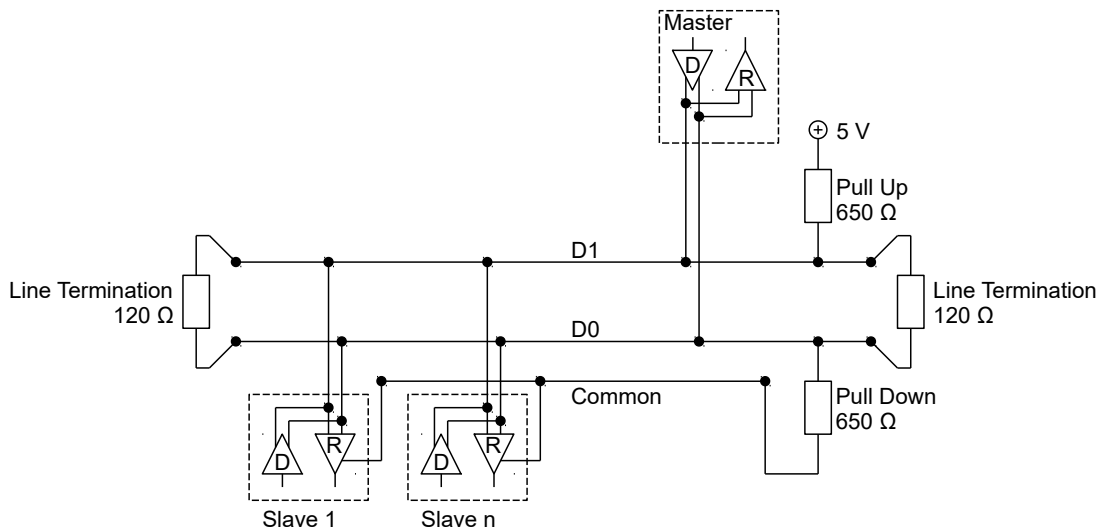 Master
D
R
⊕ 5 V
Pull Up
650 Ω
D1
Line Termination
120 Ω
Line Termination
120 Ω
D0
Common
Pull Down
650 Ω
D
R
D
R
Slave 1
Slave n